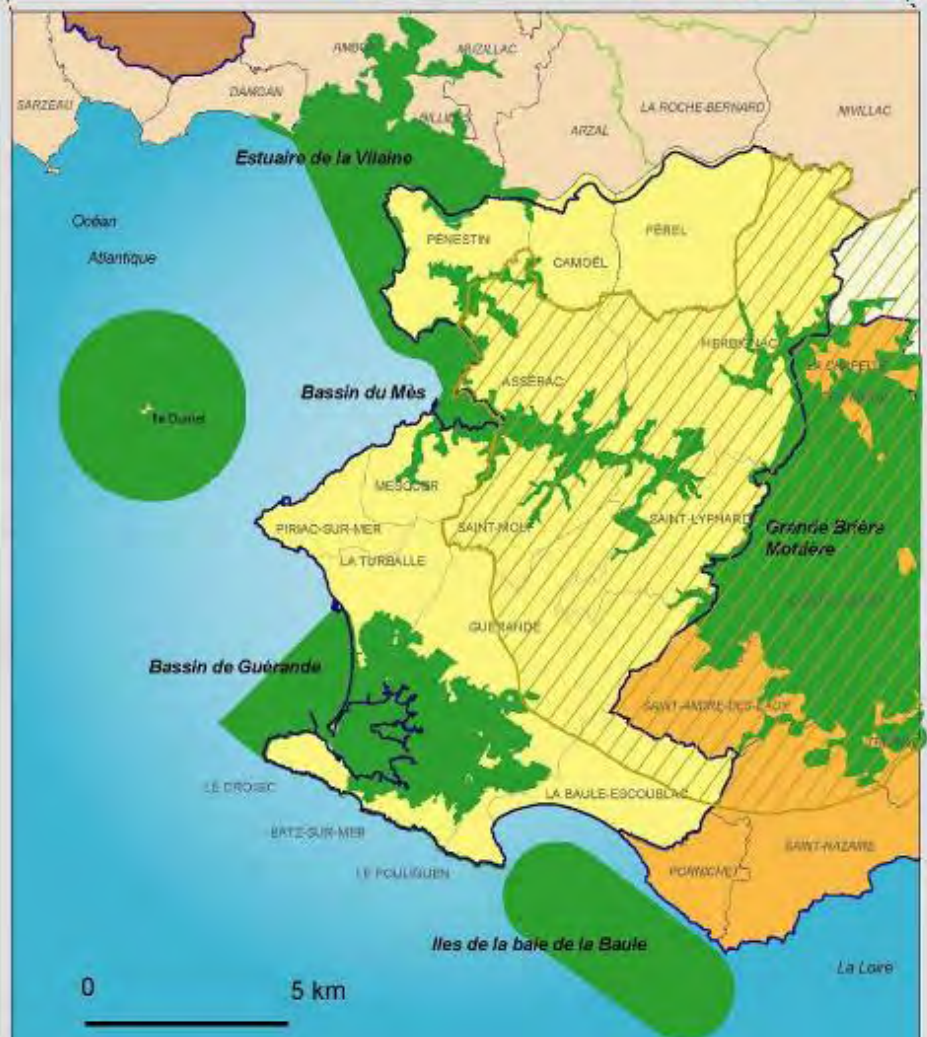 MUZILLAC
DAMGAN
SARZEAU
LA ROCHE-BERNARD
NIVILLAC
ARZAL
Estuaire de la Vilaine
Océan
Atlantique
PÉNESTIN
FÉREL
CAMOËL
HERBIGNAC
ASSÉRAC
Bassin du Mès
Ile Dumet
MESQUER
PIRIAC-SUR-MER
SAINT-MOLF
SAINT-LYPHARD
Grande Brière
Mottière
LA TURBALLE
GUÉRANDE
Bassin de Guérande
SAINT-ANDRE-DES-EAUX
LE CROISIC
LA BAULE-ESCOUBLAC
BATZ-SUR-MER
SAINT-NAZAIRE
LE POULIGUEN
PORNICHET
Iles de la baie de la Baule
La Loire
0 5 km